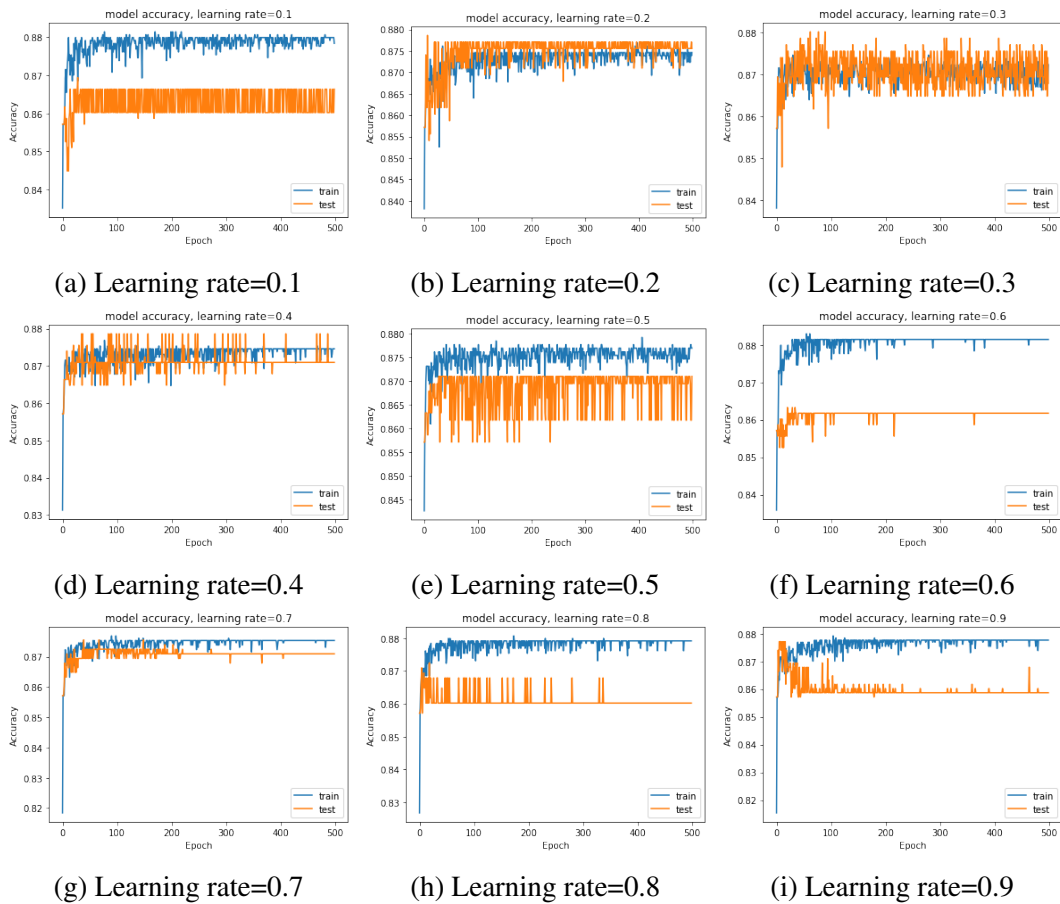 model accuracy, learning rate=0.1
0.88
0.87
0.86
0.85
0.84
Accuracy
0
100
200
300
400
500
Epoch
train
test
(a) Learning rate=0.1
model accuracy, learning rate=0.2
0.880
0.875
0.870
0.865
0.860
0.855
0.850
0.845
0.840
Accuracy
0
100
200
300
400
500
Epoch
train
test
(b) Learning rate=0.2
model accuracy, learning rate=0.3
0.88
0.87
0.86
0.85
0.84
Accuracy
0
100
200
300
400
500
Epoch
train
test
(c) Learning rate=0.3
model accuracy, learning rate=0.4
0.88
0.87
0.86
0.85
0.84
0.83
Accuracy
0
100
200
300
400
500
Epoch
train
test
(d) Learning rate=0.4
model accuracy, learning rate=0.5
0.880
0.875
0.870
0.865
0.860
0.855
0.850
0.845
Accuracy
0
100
200
300
400
500
Epoch
train
test
(e) Learning rate=0.5
model accuracy, learning rate=0.6
0.88
0.87
0.86
0.85
0.84
Accuracy
0
100
200
300
400
500
Epoch
train
test
(f) Learning rate=0.6
model accuracy, learning rate=0.7
0.87
0.86
0.85
0.84
0.83
0.82
Accuracy
0
100
200
300
400
500
Epoch
train
test
(g) Learning rate=0.7
model accuracy, learning rate=0.8
0.88
0.87
0.86
0.85
0.84
0.83
Accuracy
0
100
200
300
400
500
Epoch
train
test
(h) Learning rate=0.8
model accuracy, learning rate=0.9
0.88
0.87
0.86
0.85
0.84
0.83
0.82
Accuracy
0
100
200
300
400
500
Epoch
train
test
(i) Learning rate=0.9